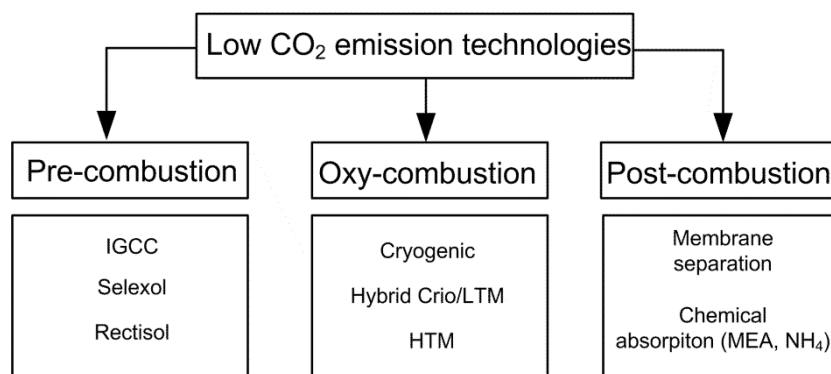 Low CO₂ emission technologies
Pre-combustion
Oxy-combustion
Post-combustion
IGCC
Selexol
Rectisol
Cryogenic
Hybrid Crio/LTM
HTM
Membrane
separation
Chemical
absorpiton (MEA, NH₄)